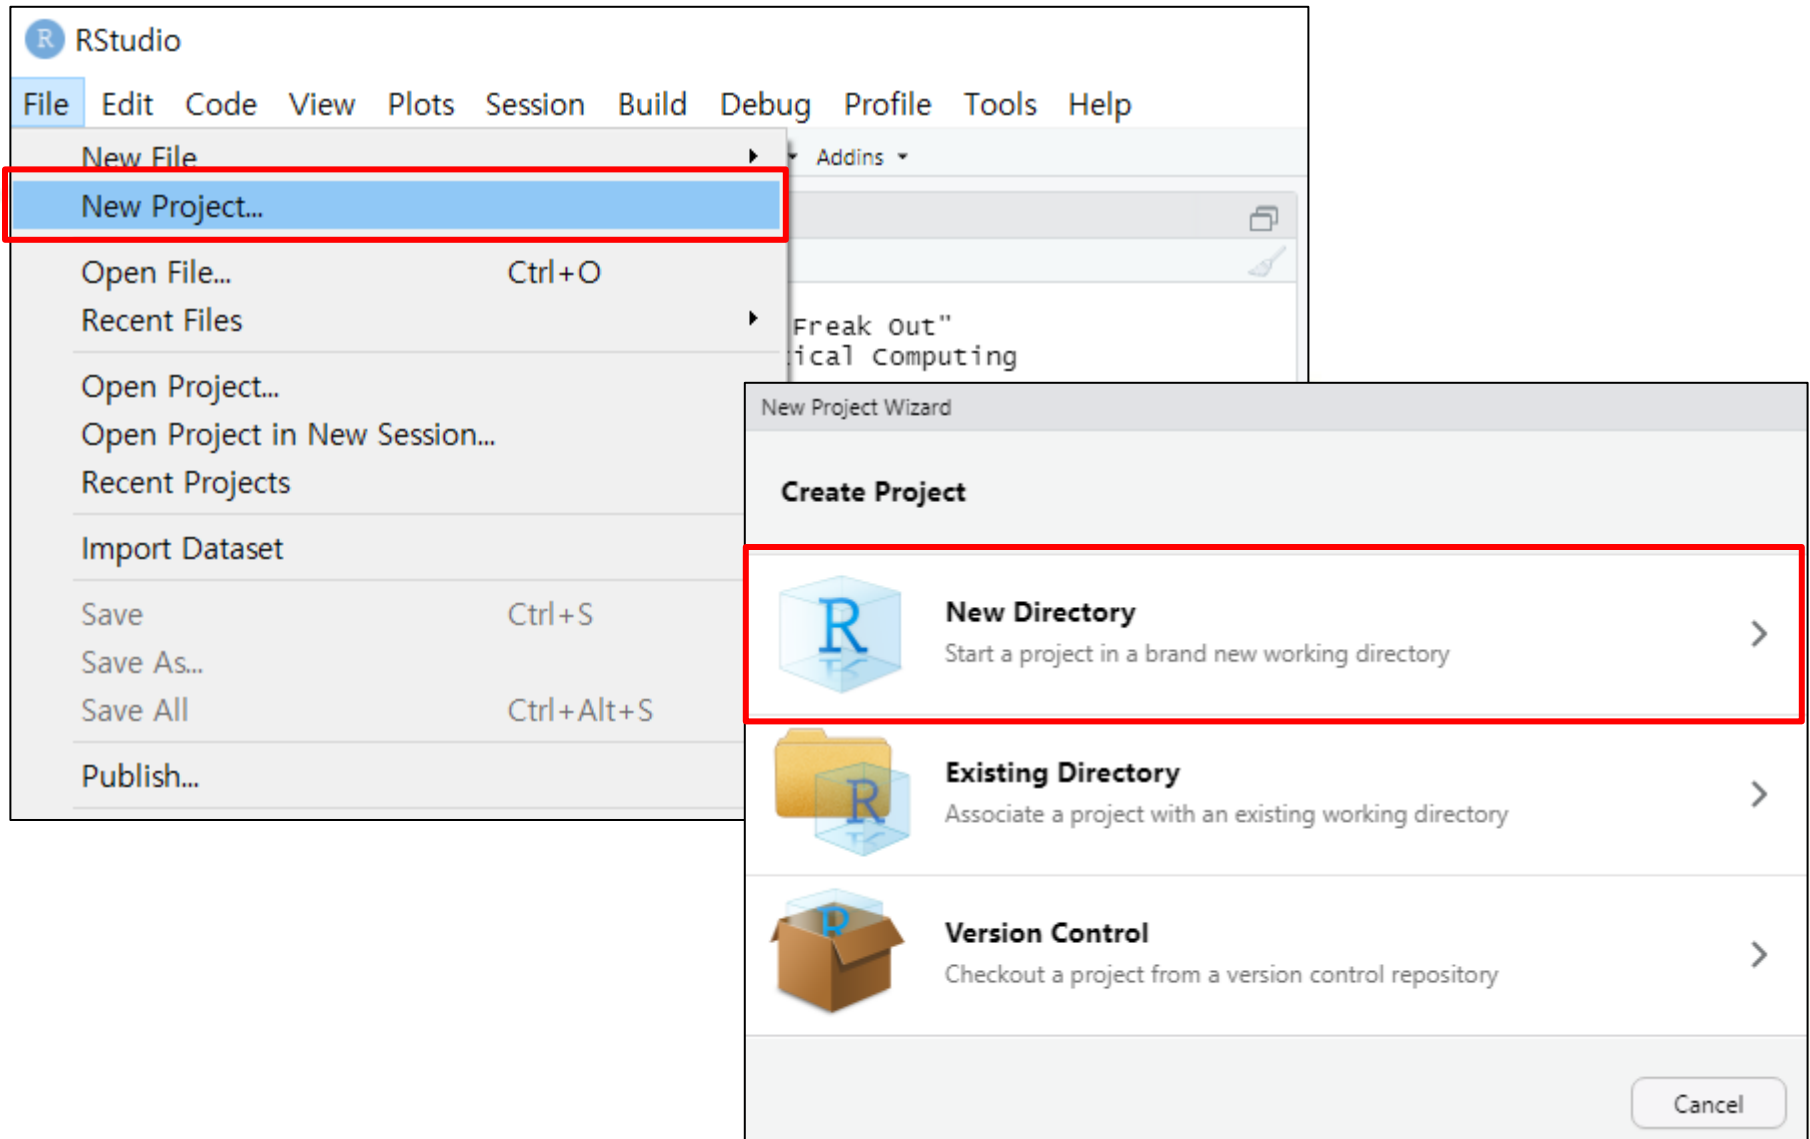 R RStudio
File Edit Code View Plots Session Build Debug Profile Tools Help
New File
Addins
New Project...
Open File... Ctrl+O
Recent Files
Freak Out"
ical Computing
Open Project...
Open Project in New Session...
Recent Projects
Import Dataset
Save Ctrl+S
Save As...
Save All Ctrl+Alt+S
Publish...
New Project Wizard
Create Project
R
New Directory
Start a project in a brand new working directory
R
Existing Directory
Associate a project with an existing working directory
R
Version Control
Checkout a project from a version control repository
Cancel